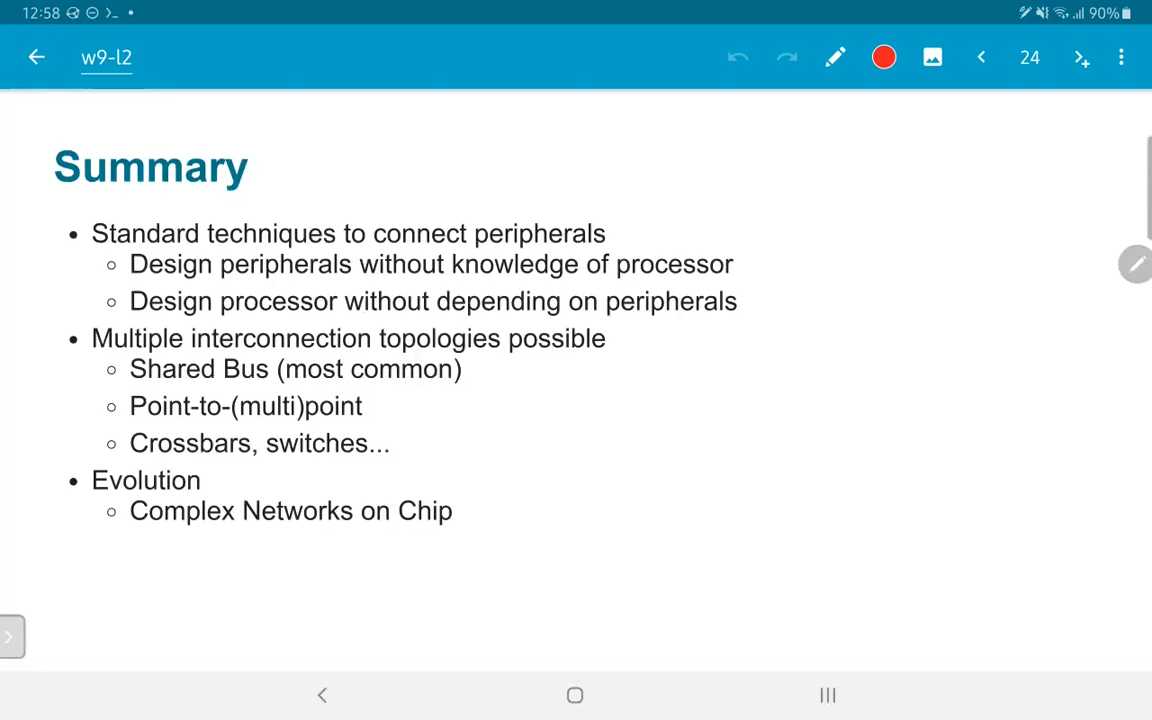 12:58
90%
w9-l2
24
Summary
• Standard techniques to connect peripherals
◦ Design peripherals without knowledge of processor
◦ Design processor without depending on peripherals
• Multiple interconnection topologies possible
◦ Shared Bus (most common)
◦ Point-to-(multi)point
◦ Crossbars, switches...
• Evolution
◦ Complex Networks on Chip